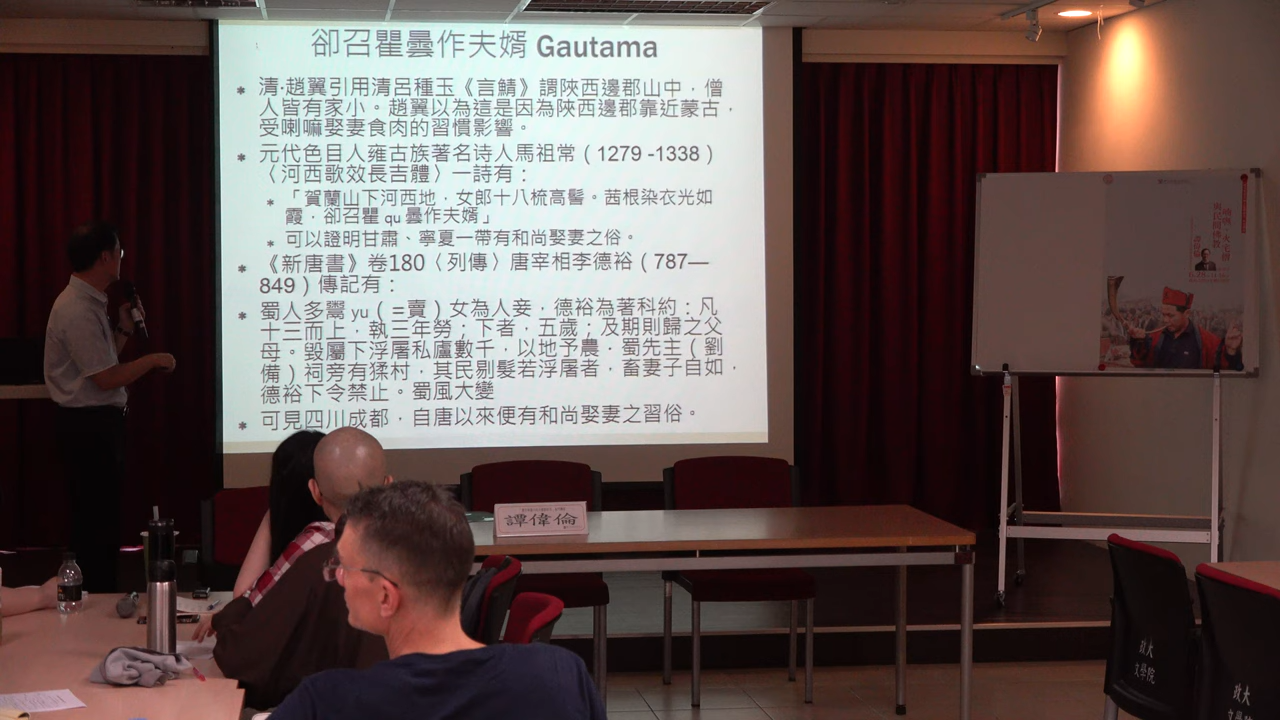 卻召瞿曇作夫婿 Gautama
* 清·趙翼引用清呂種玉《言鯖》謂陝西邊郡山中，僧
人皆有家小。趙翼以為這是因為陝西邊郡靠近蒙古，
受喇嘛娶妻食肉的習慣影響。
* 元代色目人雍古族著名诗人馬祖常（1279 -1338）
〈河西歌效長吉體〉一詩有：
* 「賀蘭山下河西地，女郎十八梳高髻。茜根染衣光如
霞，卻召瞿 qu 曇作夫婿」
* 可以證明甘肅、寧夏一帶有和尚娶妻之俗。
* 《新唐書》卷180〈列傳〉唐宰相李德裕（787—
849）傳記有：
* 蜀人多鬻 yu（=賣）女為人妾，德裕為著科約：凡
十三而上，執三年勞；下者，五歲；及期則歸之父
母。毀屬下浮屠私廬數千，以地予農。蜀先主（劉
備）祠旁有猱村，其民剔髮若浮屠者，畜妻子自如，
德裕下令禁止。蜀風大變
* 可見四川成都，自唐以來便有和尚娶妻之習俗。
譚偉倫
政大
文學院
政大
文學院